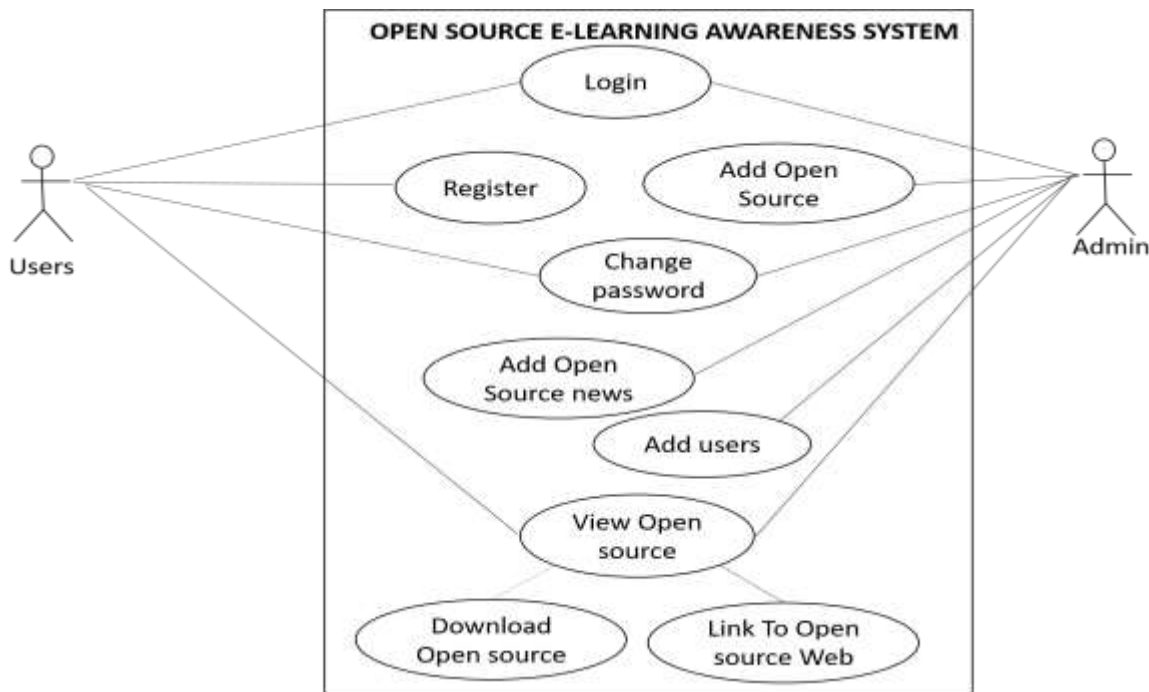 OPEN SOURCE E-LEARNING AWARENESS SYSTEM
Login
Register
Add Open
Source
Users
Admin
Change
password
Add Open
Source news
Add users
View Open
source
Download
Open source
Link To Open
source Web